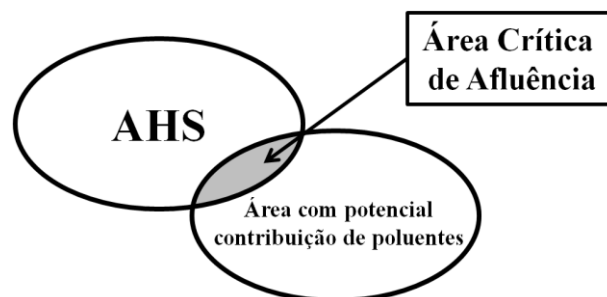 Área Crítica
de Afluência
AHS
Área com potencial
contribuição de poluentes